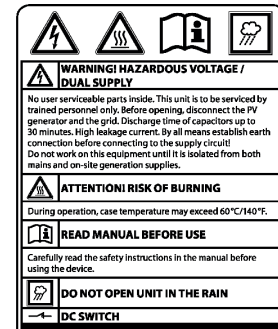 WARNING! HAZARDOUS VOLTAGE /
DUAL SUPPLY
No user serviceable parts inside. This unit is to be serviced by
trained personnel only. Before opening, disconnect the PV
generator and the grid. Discharge time of capacitors up to
30 minutes. High leakage current. By all means establish earth
connection before connecting to the supply circuit!
Do not work on this equipment until it is isolated from both
mains and on-site generation supplies.
ATTENTION! RISK OF BURNING
During operation, case temperature may exceed 60°C/140°F.
READ MANUAL BEFORE USE
Carefully read the safety instructions in the manual before
using the device.
DO NOT OPEN UNIT IN THE RAIN
DC SWITCH